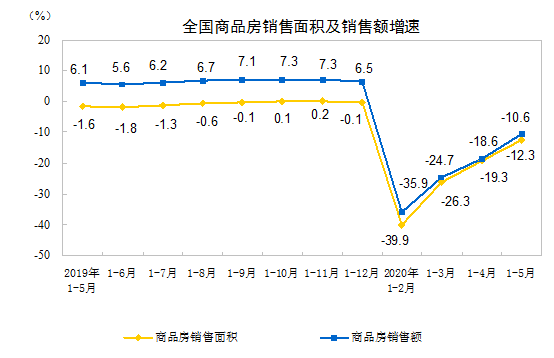 全国商品房销售面积及销售额增速
(%)
20
10
0
-10
-20
-30
-40
-50
6.1 5.6 6.2 6.7 7.1 7.3 7.3 6.5 -35.9 -24.7 -18.6 -10.6
-1.6 -1.8 -1.3 -0.6 -0.1 0.1 0.2 -0.1 -39.9 -26.3 -19.3 -12.3
2019年 1-6月 1-7月 1-8月 1-9月 1-10月 1-11月 1-12月 2020年 1-3月 1-4月 1-5月
1-5月 1-2月
商品房销售面积 商品房销售额